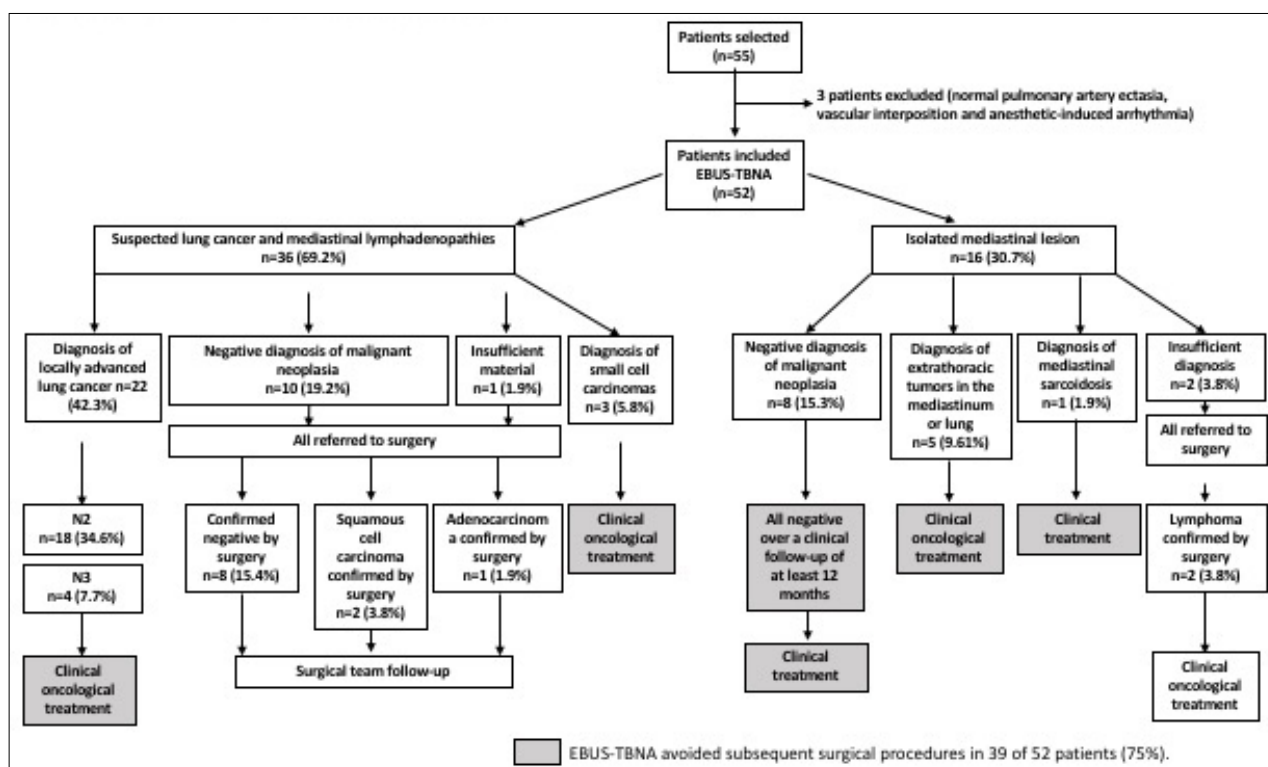 Patients selected
(n=55)
3 patients excluded (normal pulmonary artery ectasia,
vascular interposition and anesthetic-induced arrhythmia)
Patients included
EBUS-TBNA
(n=52)
Suspected lung cancer and mediastinal lymphadenopathies
n=36 (69.2%)
Isolated mediastinal lesion
n=16 (30.7%)
Diagnosis of
locally advanced
lung cancer n=22
(42.3%)
Negative diagnosis of malignant
neoplasia
n=10 (19.2%)
Insufficient
material
n=1 (1.9%)
Diagnosis of
small cell
carcinomas
n=3 (5.8%)
Negative diagnosis
of malignant
neoplasia
n=8 (15.3%)
Diagnosis of
extrathoracic
tumors in the
mediastinum
or lung
n=5 (9.61%)
Diagnosis of
mediastinal
sarcoidosis
n=1 (1.9%)
Insufficient
diagnosis
n=2 (3.8%)
All referred to surgery
All referred to
surgery
N2
n=18 (34.6%)
N3
n=4 (7.7%)
Clinical
oncological
treatment
Confirmed
negative by
surgery
n=8 (15.4%)
Squamous
cell
carcinoma
confirmed by
surgery
n=2 (3.8%)
Adenocarcinom
a confirmed by
surgery
n=1 (1.9%)
Surgical team follow-up
Clinical
oncological
treatment
All negative
over a clinical
follow-up of
at least 12
months
Clinical
treatment
Clinical
oncological
treatment
Clinical
treatment
Lymphoma
confirmed by
surgery
n=2 (3.8%)
Clinical
oncological
treatment
EBUS-TBNA avoided subsequent surgical procedures in 39 of 52 patients (75%).